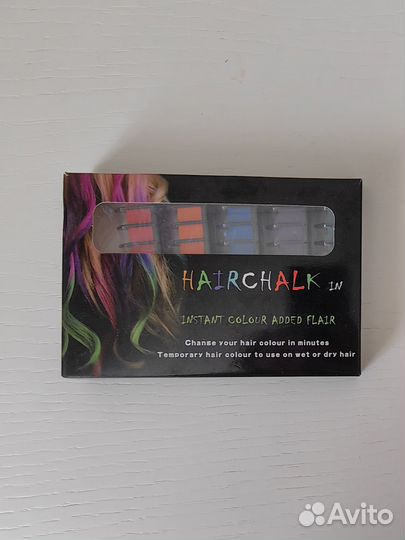 HAIRCHALK IN
INSTANT COLOUR ADDED FLAIR
Change your hair colour in minutes
Temporary hair colour to use on wet or dry hair
Avito